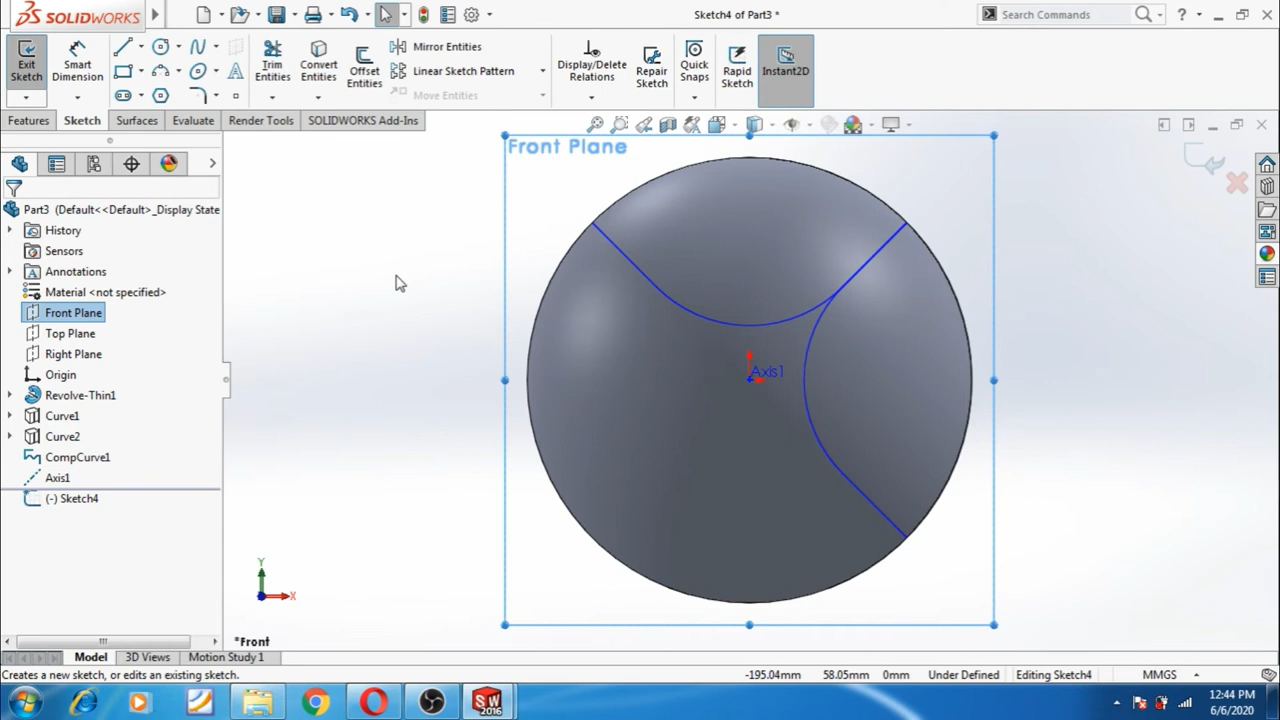 SOLIDWORKS
Sketch4 of Part3 *
Search Commands
?
Exit Sketch
Smart Dimension
Trim Entities
Convert Entities
Offset Entities
Mirror Entities
Linear Sketch Pattern
Move Entities
Display/Delete Relations
Repair Sketch
Quick Snaps
Rapid Sketch
Instant2D
Features
Sketch
Surfaces
Evaluate
Render Tools
SOLIDWORKS Add-Ins
Part3 (Default<<Default>_Display State
History
Sensors
Annotations
Material <not specified>
Front Plane
Top Plane
Right Plane
Origin
Revolve-Thin1
Curve1
Curve2
CompCurve1
Axis1
(-) Sketch4
Front Plane
Axis1
Y
X
*Front
Model
3D Views
Motion Study 1
Creates a new sketch, or edits an existing sketch.
-195.04mm
58.05mm
0mm
Under Defined
Editing Sketch4
MMGS
SW
2016
12:44 PM
6/6/2020